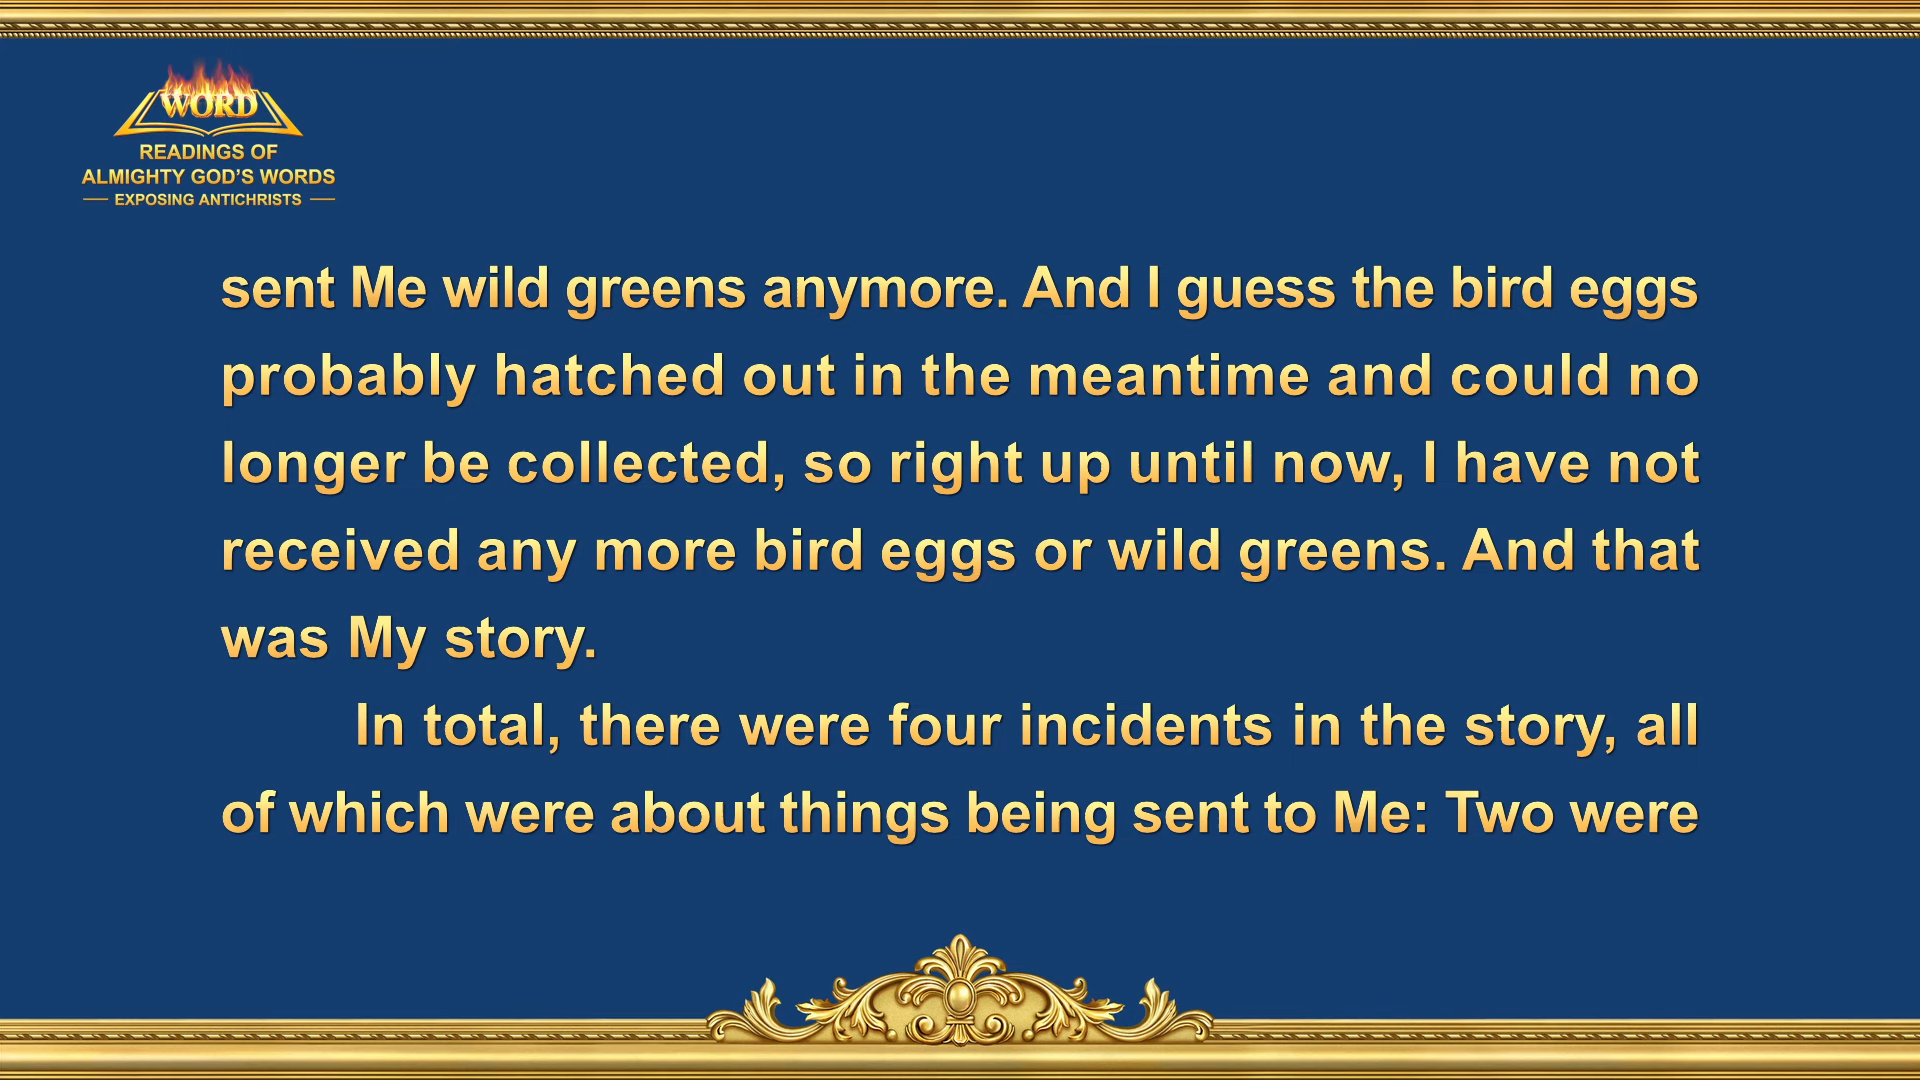 WORD
READINGS OF
ALMIGHTY GOD'S WORDS
EXPOSING ANTICHRISTS
sent Me wild greens anymore. And I guess the bird eggs
probably hatched out in the meantime and could no
longer be collected, so right up until now, I have not
received any more bird eggs or wild greens. And that
was My story.
In total, there were four incidents in the story, all
of which were about things being sent to Me: Two were